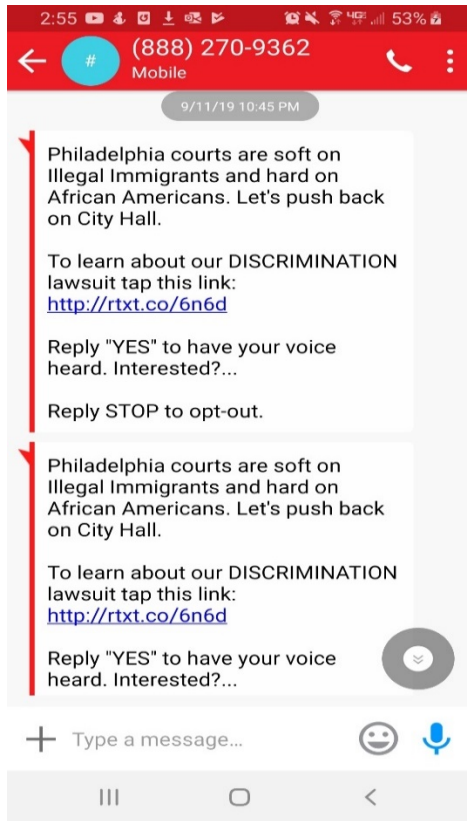 2:55 53%
(888) 270-9362
#
Mobile
9/11/19 10:45 PM
Philadelphia courts are soft on
Illegal Immigrants and hard on
African Americans. Let's push back
on City Hall.
To learn about our DISCRIMINATION
lawsuit tap this link:
http://rtxt.co/6n6d
Reply "YES" to have your voice
heard. Interested?...
Reply STOP to opt-out.
Philadelphia courts are soft on
Illegal Immigrants and hard on
African Americans. Let's push back
on City Hall.
To learn about our DISCRIMINATION
lawsuit tap this link:
http://rtxt.co/6n6d
Reply "YES" to have your voice
heard. Interested?...
Type a message...